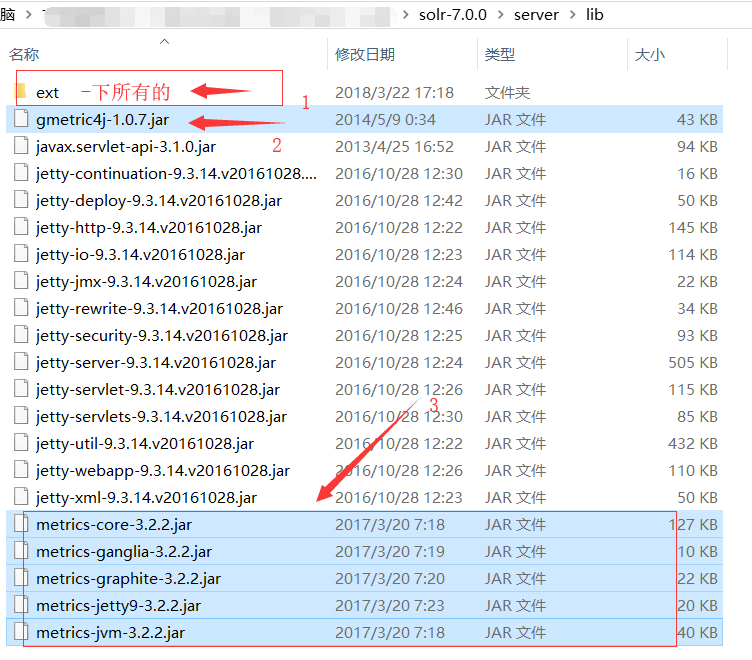 脑 > > solr-7.0.0 > server > lib
名称 修改日期 类型 大小
ext -下所有的 2018/3/22 17:18 文件夹
1
gmetric4j-1.0.7.jar 2014/5/9 0:34 JAR 文件 43 KB
javax.servlet-api-3.1.0.jar 2 2013/4/25 16:52 JAR 文件 94 KB
jetty-continuation-9.3.14.v20161028.... 2016/10/28 12:30 JAR 文件 16 KB
jetty-deploy-9.3.14.v20161028.jar 2016/10/28 12:42 JAR 文件 50 KB
jetty-http-9.3.14.v20161028.jar 2016/10/28 12:22 JAR 文件 145 KB
jetty-io-9.3.14.v20161028.jar 2016/10/28 12:23 JAR 文件 114 KB
jetty-jmx-9.3.14.v20161028.jar 2016/10/28 12:24 JAR 文件 22 KB
jetty-rewrite-9.3.14.v20161028.jar 2016/10/28 12:46 JAR 文件 34 KB
jetty-security-9.3.14.v20161028.jar 2016/10/28 12:25 JAR 文件 93 KB
jetty-server-9.3.14.v20161028.jar 2016/10/28 12:24 JAR 文件 505 KB
jetty-servlet-9.3.14.v20161028.jar 2016/10/28 12:26 JAR 文件 115 KB
3
jetty-servlets-9.3.14.v20161028.jar 2016/10/28 12:30 JAR 文件 85 KB
jetty-util-9.3.14.v20161028.jar 2016/10/28 12:22 JAR 文件 432 KB
jetty-webapp-9.3.14.v20161028.jar 2016/10/28 12:26 JAR 文件 110 KB
jetty-xml-9.3.14.v20161028.jar 2016/10/28 12:23 JAR 文件 50 KB
metrics-core-3.2.2.jar 2017/3/20 7:18 JAR 文件 127 KB
metrics-ganglia-3.2.2.jar 2017/3/20 7:19 JAR 文件 10 KB
metrics-graphite-3.2.2.jar 2017/3/20 7:20 JAR 文件 22 KB
metrics-jetty9-3.2.2.jar 2017/3/20 7:23 JAR 文件 20 KB
metrics-jvm-3.2.2.jar 2017/3/20 7:18 JAR 文件 40 KB